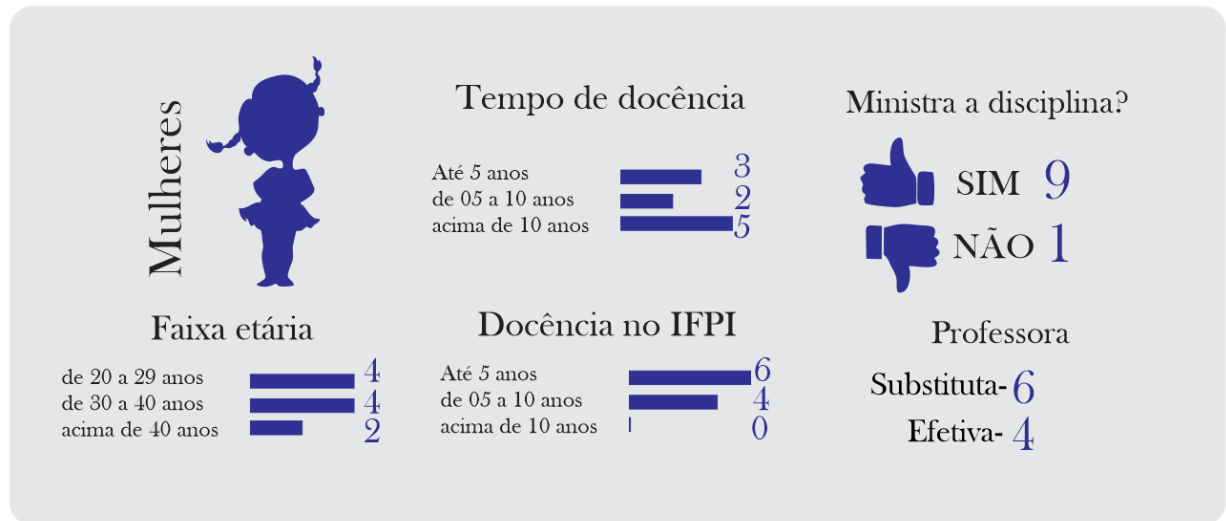 Mulheres
Tempo de docência
Até 5 anos 3
de 05 a 10 anos 2
acima de 10 anos 5
Ministra a disciplina?
SIM 9
NÃO 1
Faixa etária
de 20 a 29 anos 4
de 30 a 40 anos 4
acima de 40 anos 2
Docência no IFPI
Até 5 anos 6
de 05 a 10 anos 4
acima de 10 anos 0
Professora
Substituta- 6
Efetiva- 4